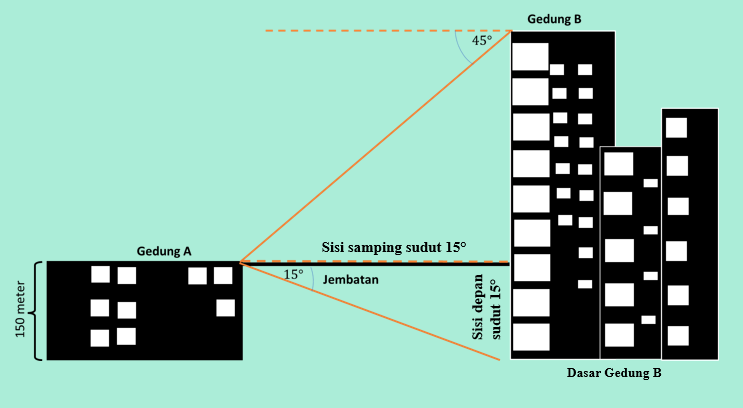 Gedung B
45°
Gedung A
Sisi samping sudut 15°
15°
Jembatan
150 meter
Sisi depan
sudut 15°
Dasar Gedung B